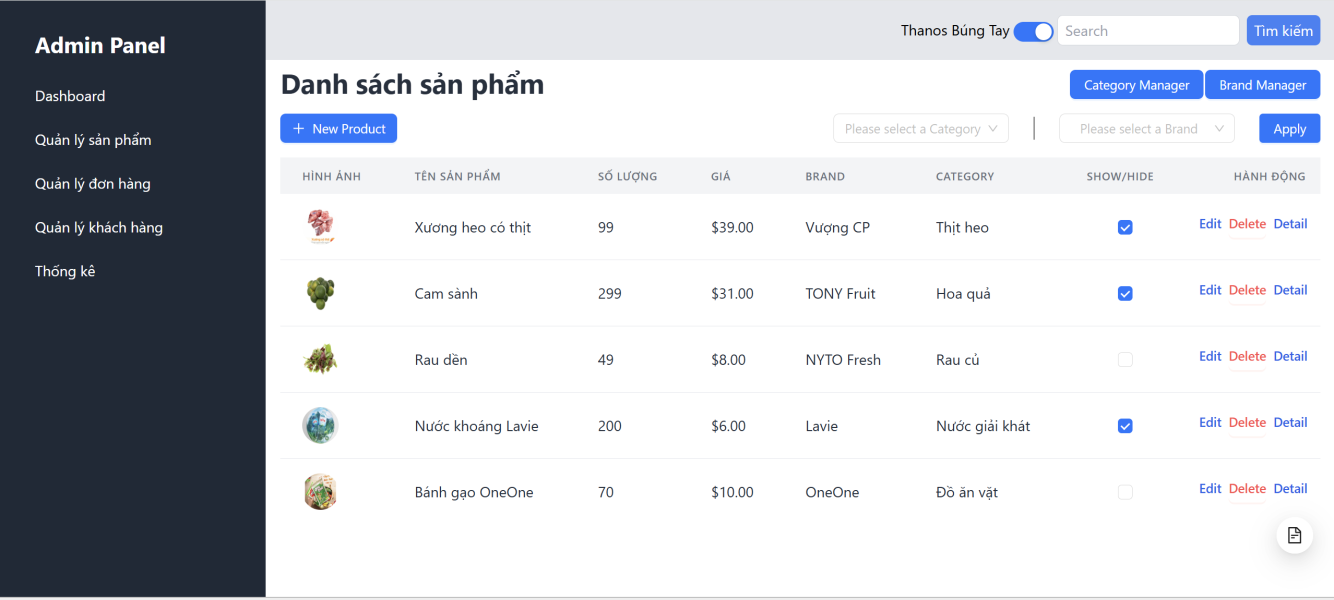 Admin Panel
Dashboard
Quản lý sản phẩm
Quản lý đơn hàng
Quản lý khách hàng
Thống kê
Thanos Búng Tay Search Tìm kiếm
Danh sách sản phẩm Category Manager Brand Manager
+ New Product Please select a Category | Please select a Brand Apply
HÌNH ẢNH TÊN SẢN PHẨM SỐ LƯỢNG GIÁ BRAND CATEGORY SHOW/HIDE HÀNH ĐỘNG
Xương heo có thịt 99 $39.00 Vượng CP Thịt heo Edit Delete Detail
Cam sành 299 $31.00 TONY Fruit Hoa quả Edit Delete Detail
Rau dền 49 $8.00 NYTO Fresh Rau củ Edit Delete Detail
Nước khoáng Lavie 200 $6.00 Lavie Nước giải khát Edit Delete Detail
Bánh gạo OneOne 70 $10.00 OneOne Đồ ăn vặt Edit Delete Detail